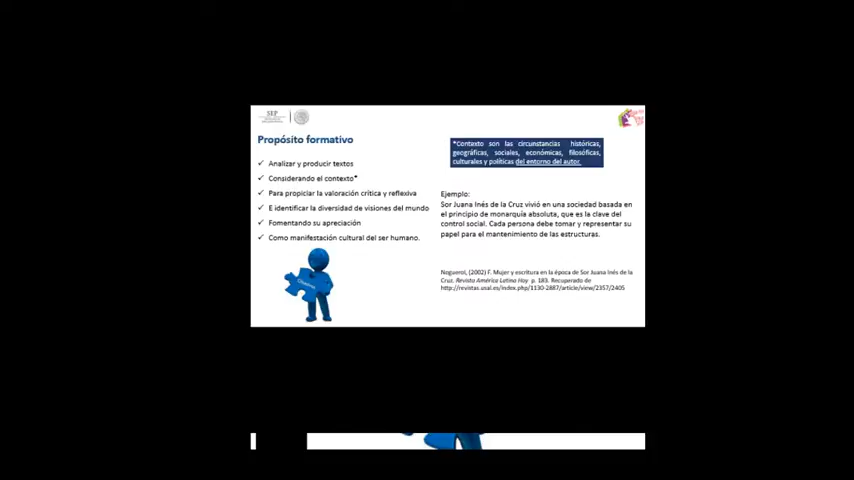 SEP
Propósito formativo
✓ Analizar y producir textos
✓ Considerando el contexto*
✓ Para propiciar la valoración crítica y reflexiva
✓ E identificar la diversidad de visiones del mundo
✓ Fomentando su apreciación
✓ Como manifestación cultural del ser humano.
*Contexto son las circunstancias históricas,
geográficas, sociales, económicas, filosóficas,
culturales y políticas del entorno del autor.
Ejemplo:
Sor Juana Inés de la Cruz vivió en una sociedad basada en
el principio de monarquía absoluta, que es la clave del
control social. Cada persona debe tomar y representar su
papel para el mantenimiento de las estructuras.
Noguerol, (2002) F. Mujer y escritura en la época de Sor Juana Inés de la
Cruz. Revista América Latina Hoy p. 183. Recuperado de
http://revistas.usal.es/index.php/1130-2887/article/view/2357/2405